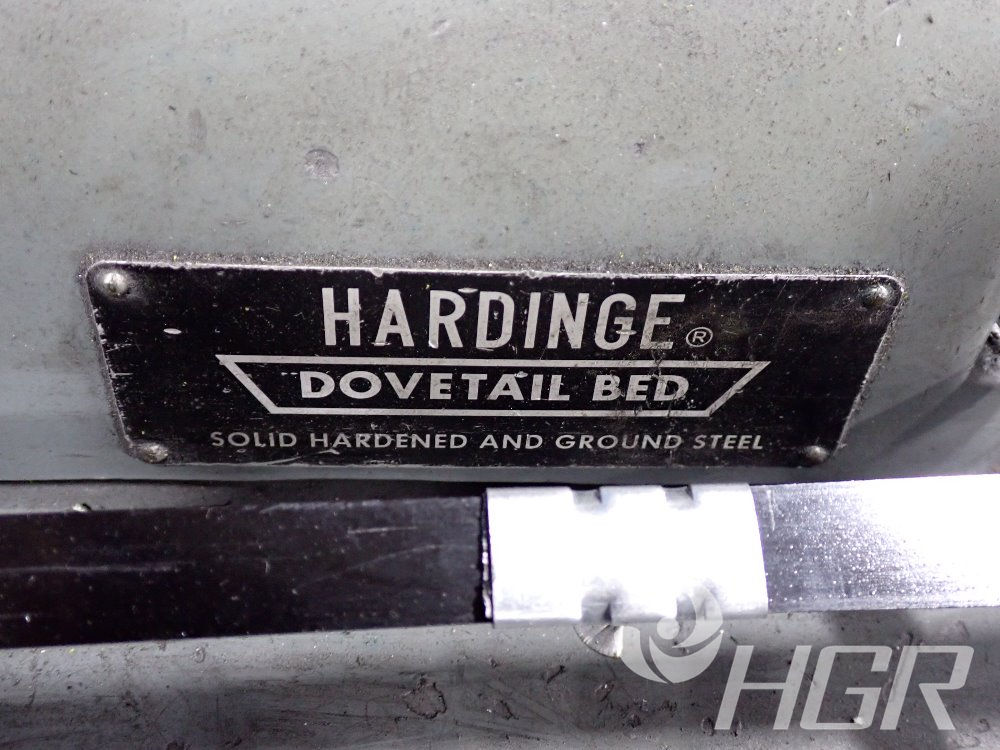 HARDINGE®
DOVETAIL BED
SOLID HARDENED AND GROUND STEEL
HGR